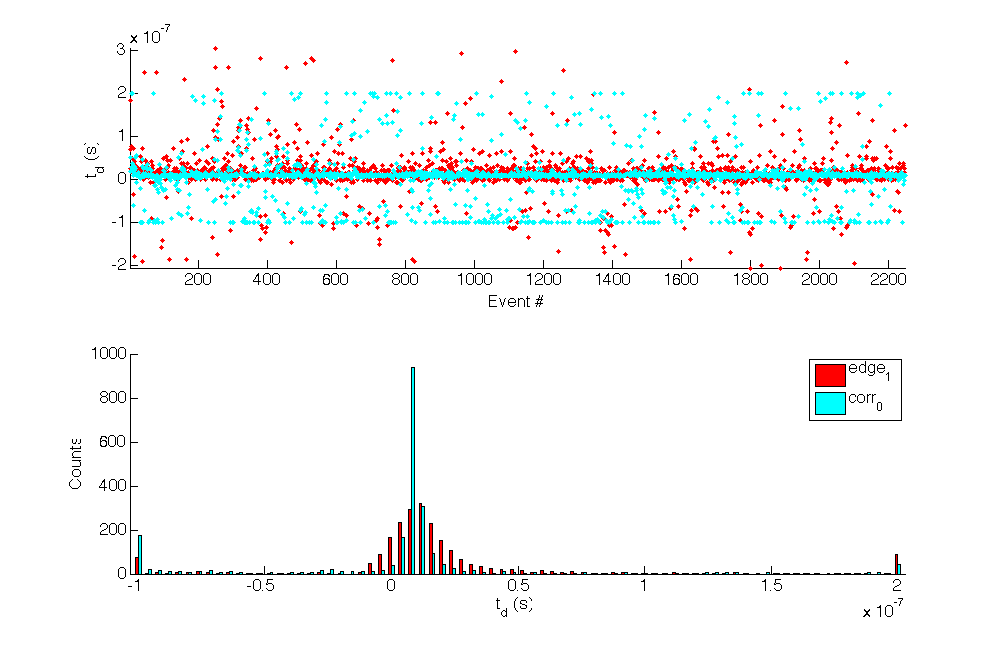 x 10^-7
3
2
1
0
-1
-2
t_d (s)
200 400 600 800 1000 1200 1400 1600 1800 2000 2200
Event #
1000
800
600
400
200
0
Counts
edge_1
corr_0
-1 -0.5 0 0.5 1 1.5 2
t_d (s)
x 10^-7